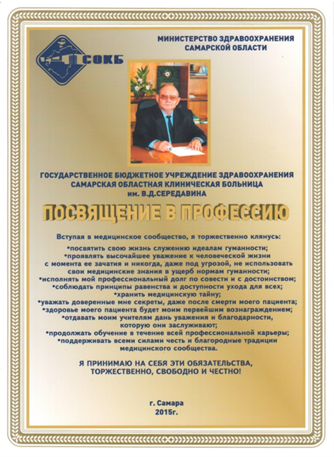 СОКБ
МИНИСТЕРСТВО ЗДРАВООХРАНЕНИЯ
САМАРСКОЙ ОБЛАСТИ
ГОСУДАРСТВЕННОЕ БЮДЖЕТНОЕ УЧРЕЖДЕНИЕ ЗДРАВООХРАНЕНИЯ
САМАРСКАЯ ОБЛАСТНАЯ КЛИНИЧЕСКАЯ БОЛЬНИЦА
им. В.Д.СЕРЕДАВИНА
ПОСВЯЩЕНИЕ В ПРОФЕССИЮ
Вступая в медицинское сообщество, я торжественно клянусь:
•посвятить свою жизнь служению идеалам гуманности;
•проявлять высочайшее уважение к человеческой жизни
с момента ее зачатия и никогда, даже под угрозой, не использовать
свои медицинские знания в ущерб нормам гуманности;
•исполнять мой профессиональный долг по совести и с достоинством;
•соблюдать принципы равенства и доступности ухода для всех;
•хранить медицинскую тайну;
•уважать доверенные мне секреты, даже после смерти моего пациента;
•здоровье моего пациента будет моим первейшим вознаграждением;
•отдавать моим учителям дань уважения и благодарности,
которую они заслуживают;
•продолжать обучение в течение всей профессиональной карьеры;
•поддерживать всеми силами честь и благородные традиции
медицинского сообщества.
Я ПРИНИМАЮ НА СЕБЯ ЭТИ ОБЯЗАТЕЛЬСТВА,
ТОРЖЕСТВЕННО, СВОБОДНО И ЧЕСТНО!
г. Самара
2015г.